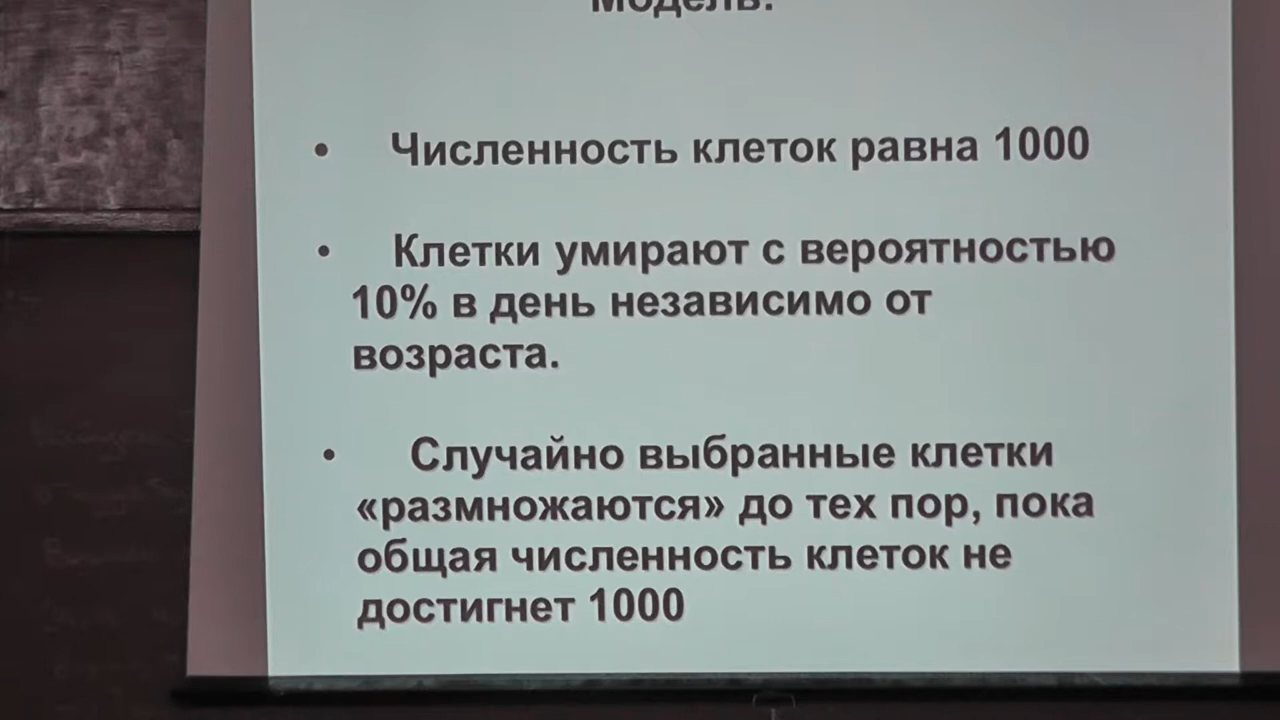 Модель:
• Численность клеток равна 1000
• Клетки умирают с вероятностью
10% в день независимо от
возраста.
• Случайно выбранные клетки
«размножаются» до тех пор, пока
общая численность клеток не
достигнет 1000